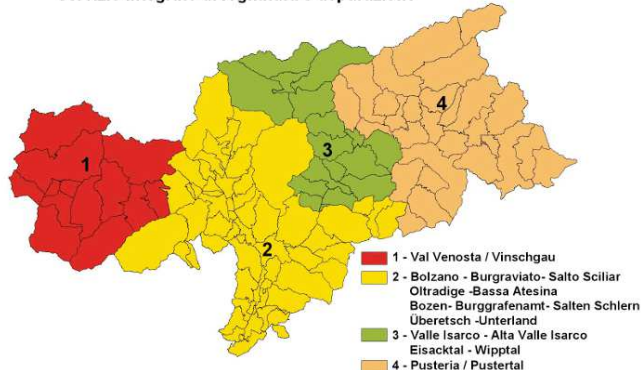 1
2
3
4
1 - Val Venosta / Vinschgau
2 - Bolzano - Burgraviato- Salto Sciliar
Oltradige -Bassa Atesina
Bozen- Burggrafenamt- Salten Schlern
Überetsch -Unterland
3 - Valle Isarco - Alta Valle Isarco
Eisacktal - Wipptal
4 - Pusteria / Pustertal